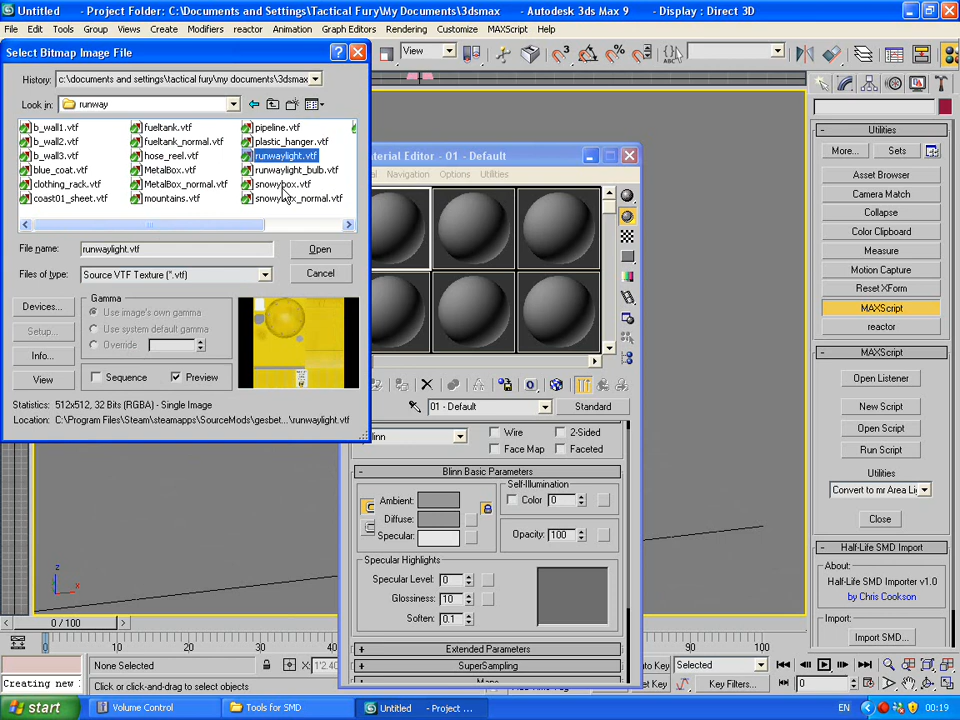 Untitled - Project Folder: C:\Documents and Settings\Tactical Fury\My Documents\3dsmax - Autodesk 3ds Max 9 - Display : Direct 3D
File Edit Tools Group Views Create Modifiers reactor Animation Graph Editors Rendering Customize MAXScript Help
Select Bitmap Image File
View
History: c:\documents and settings\tactical fury\my documents\3dsmax
Look in: runway
b_wall1.vtf fueltank.vtf pipeline.vtf
b_wall2.vtf fueltank_normal.vtf plastic_hanger.vtf
b_wall3.vtf hose_reel.vtf runwaylight.vtf
blue_coat.vtf MetalBox.vtf runwaylight_bulb.vtf
clothing_rack.vtf MetalBox_normal.vtf snowybox.vtf
coast01_sheet.vtf mountains.vtf snowybox_normal.vtf
File name: runwaylight.vtf Open
Files of type: Source VTF Texture (*.vtf) Cancel
Devices...
Setup...
Info...
View
Gamma
Use image's own gamma
Use system default gamma
Override
Sequence Preview
Statistics: 512x512, 32 Bits (RGBA) - Single Image
Location: C:\Program Files\Steam\steamapps\SourceMods\gesbet...\runwaylight.vtf
aterial Editor - 01 - Default
Navigation Options Utilities
01 - Default Standard
Wire 2-Sided
Face Map Faceted
Blinn Basic Parameters
Ambient:
Diffuse:
Specular:
Self-Illumination
Color 0
Opacity: 100
Specular Highlights
Specular Level: 0
Glossiness: 10
Soften: 0.1
Extended Parameters
SuperSampling
Maps
Utilities
More... Sets
Asset Browser
Camera Match
Collapse
Color Clipboard
Measure
Motion Capture
Reset XForm
MAXScript
reactor
MAXScript
Open Listener
New Script
Open Script
Run Script
Utilities
Convert to mr Area Li
Close
Half-Life SMD Import
About:
Half-Life SMD Importer v1.0
by Chris Cookson
Import:
Import SMD...
z
x
0 / 100
0 10 90 100
None Selected X: 1'2.40
Click or click-and-drag to select objects
Creating new
Auto Key Selected
Set Key Key Filters... 0
start Volume Control Tools for SMD Untitled - Project ... EN 00:19